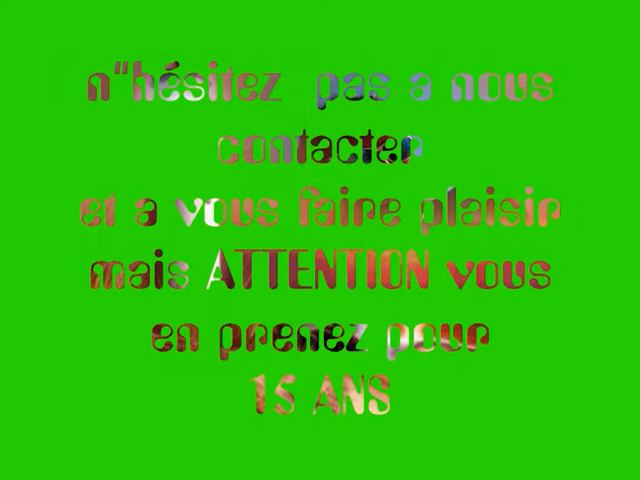 n"hésitez pas a nous
contacter
et a vous faire plaisir
mais ATTENTION vous
en prenez pour
15 ANS